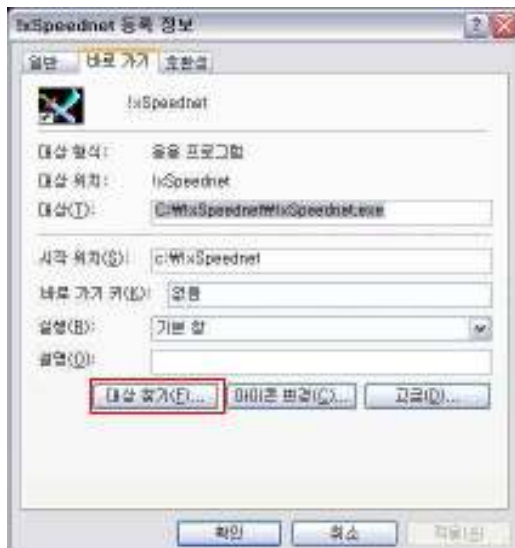 !xSpeednet 등록 정보
일반 바로 가기 호환성
!xSpeednet
대상 형식: 응용 프로그램
대상 위치: !xSpeednet
대상(T): C:\!xSpeednet\!xSpeednet.exe
시작 위치(S): c:\!xSpeednet
바로 가기 키(K): 없음
실행(R): 기본 창
설명(O):
대상 찾기(F)... 아이콘 변경(C)... 고급(D)...
확인 취소 적용(A)